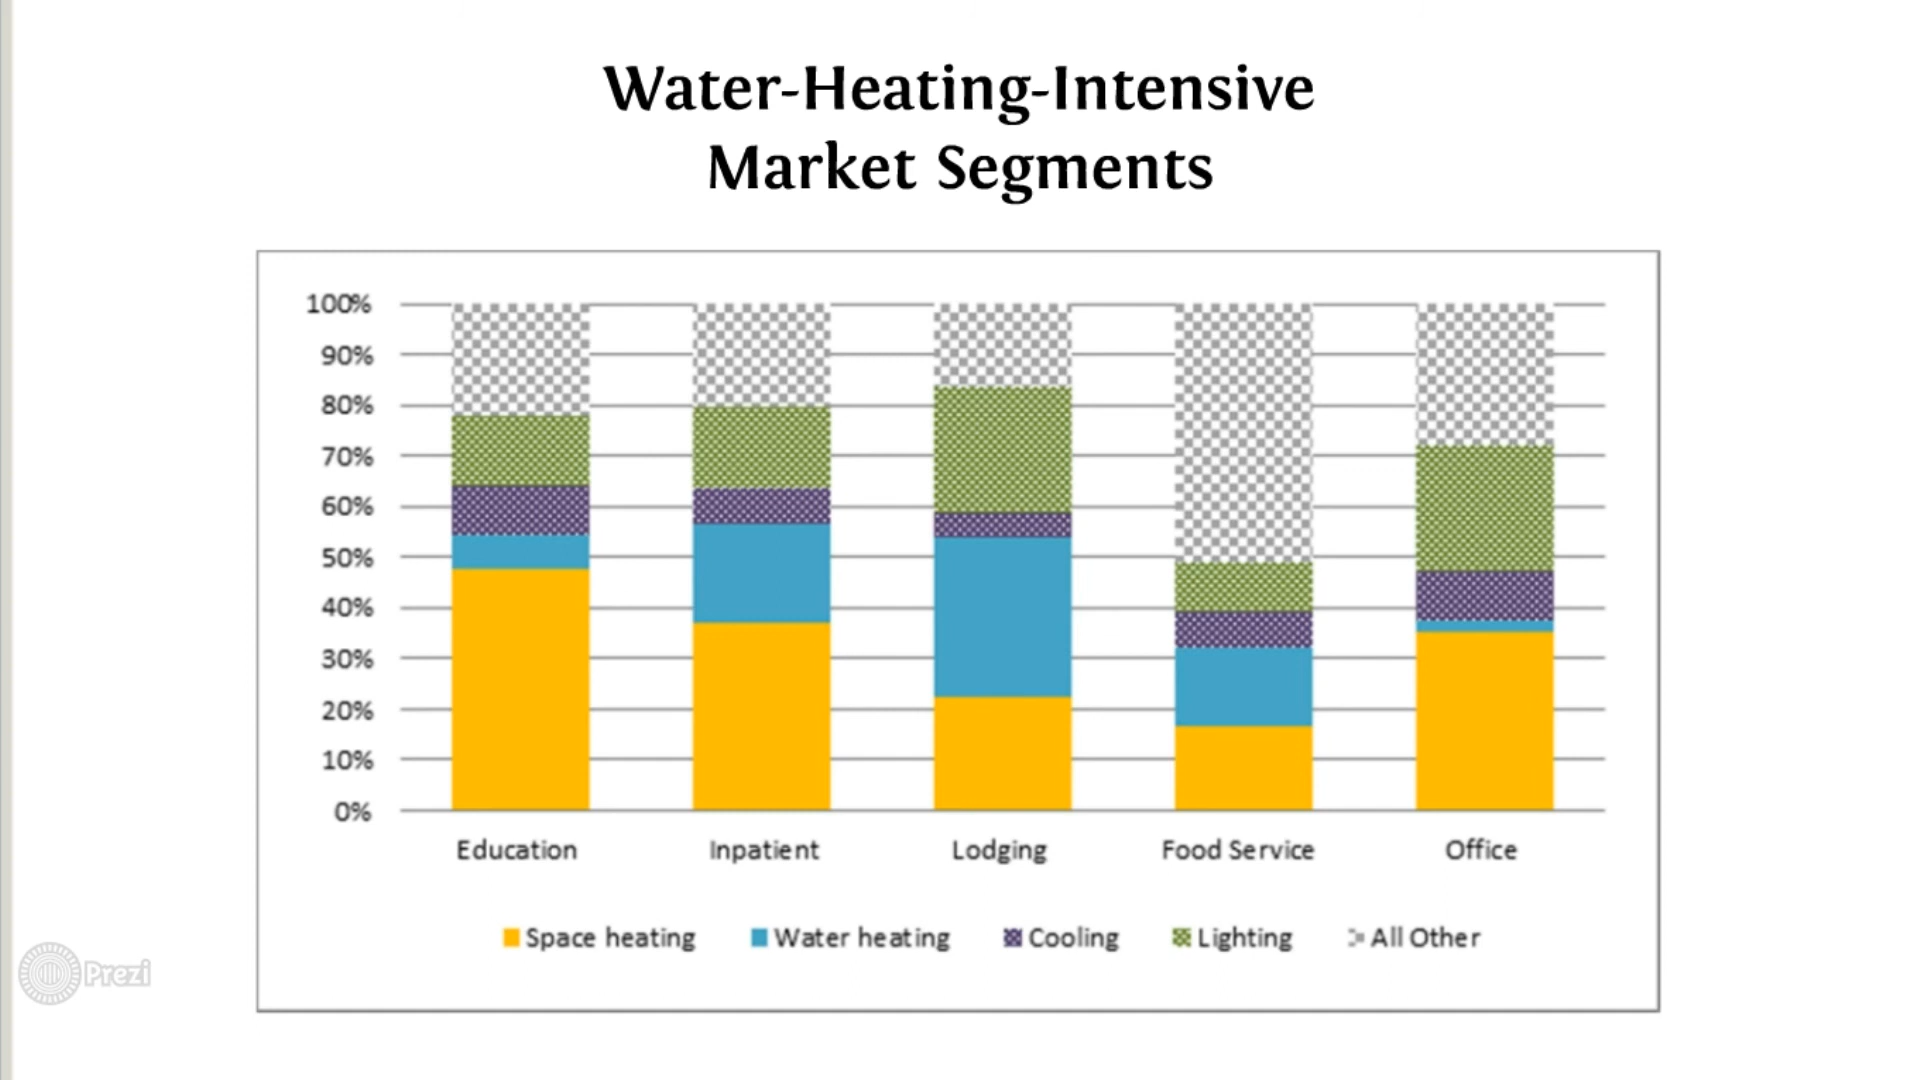 Water-Heating-Intensive
Market Segments
100%
90%
80%
70%
60%
50%
40%
30%
20%
10%
0%
Education Inpatient Lodging Food Service Office
Space heating Water heating Cooling Lighting All Other
Prezi